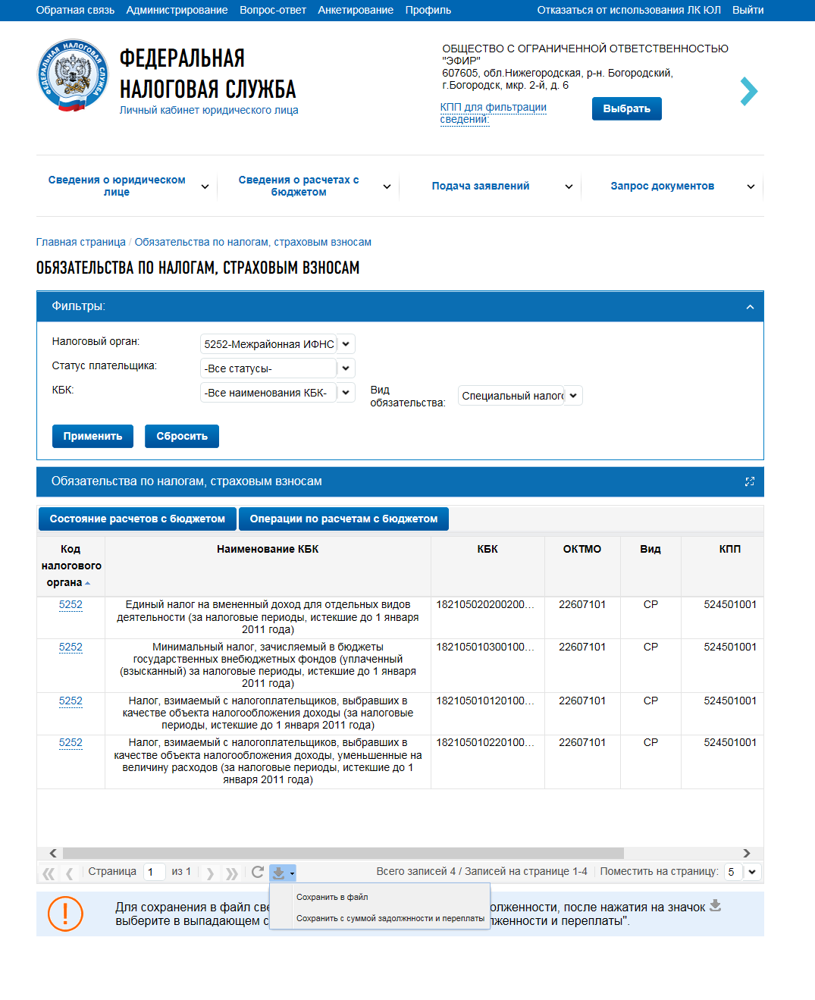 Обратная связь Администрирование Вопрос-ответ Анкетирование Профиль Отказаться от использования ЛК ЮЛ Выйти
ФЕДЕРАЛЬНАЯ НАЛОГОВАЯ СЛУЖБА
ФЕДЕРАЛЬНАЯ
НАЛОГОВАЯ СЛУЖБА
Личный кабинет юридического лица
ОБЩЕСТВО С ОГРАНИЧЕННОЙ ОТВЕТСТВЕННОСТЬЮ
"ЭФИР"
607605, обл.Нижегородская, р-н. Богородский,
г.Богородск, мкр. 2-й, д. 6
КПП для фильтрации
сведений:
Выбрать
Сведения о юридическом
лице
Сведения о расчетах с
бюджетом
Подача заявлений
Запрос документов
Главная страница / Обязательства по налогам, страховым взносам
ОБЯЗАТЕЛЬСТВА ПО НАЛОГАМ, СТРАХОВЫМ ВЗНОСАМ
Фильтры:
Налоговый орган: 5252-Межрайонная ИФНС
Статус плательщика: -Все статусы-
КБК: -Все наименования КБК-
Вид
обязательства:
Специальный налого
Применить Сбросить
Обязательства по налогам, страховым взносам
Состояние расчетов с бюджетом Операции по расчетам с бюджетом
Код
налогового
органа
Наименование КБК КБК ОКТМО Вид КПП
5252
Единый налог на вмененный доход для отдельных видов
деятельности (за налоговые периоды, истекшие до 1 января
2011 года)
182105020200200... 22607101 СР 524501001
5252
Минимальный налог, зачисляемый в бюджеты
государственных внебюджетных фондов (уплаченный
(взысканный) за налоговые периоды, истекшие до 1 января
2011 года)
182105010300100... 22607101 СР 524501001
5252
Налог, взимаемый с налогоплательщиков, выбравших в
качестве объекта налогообложения доходы (за налоговые
периоды, истекшие до 1 января 2011 года)
182105010120100... 22607101 СР 524501001
5252
Налог, взимаемый с налогоплательщиков, выбравших в
качестве объекта налогообложения доходы, уменьшенные на
величину расходов (за налоговые периоды, истекшие до 1
января 2011 года)
182105010220100... 22607101 СР 524501001
Страница 1 из 1 Всего записей 4 / Записей на странице 1-4 Поместить на страницу: 5
Сохранить в файл
Сохранить с суммой задолжнности и переплаты
Для сохранения в файл све олженности, после нажатия на значок
выберите в выпадающем с лженности и переплаты".